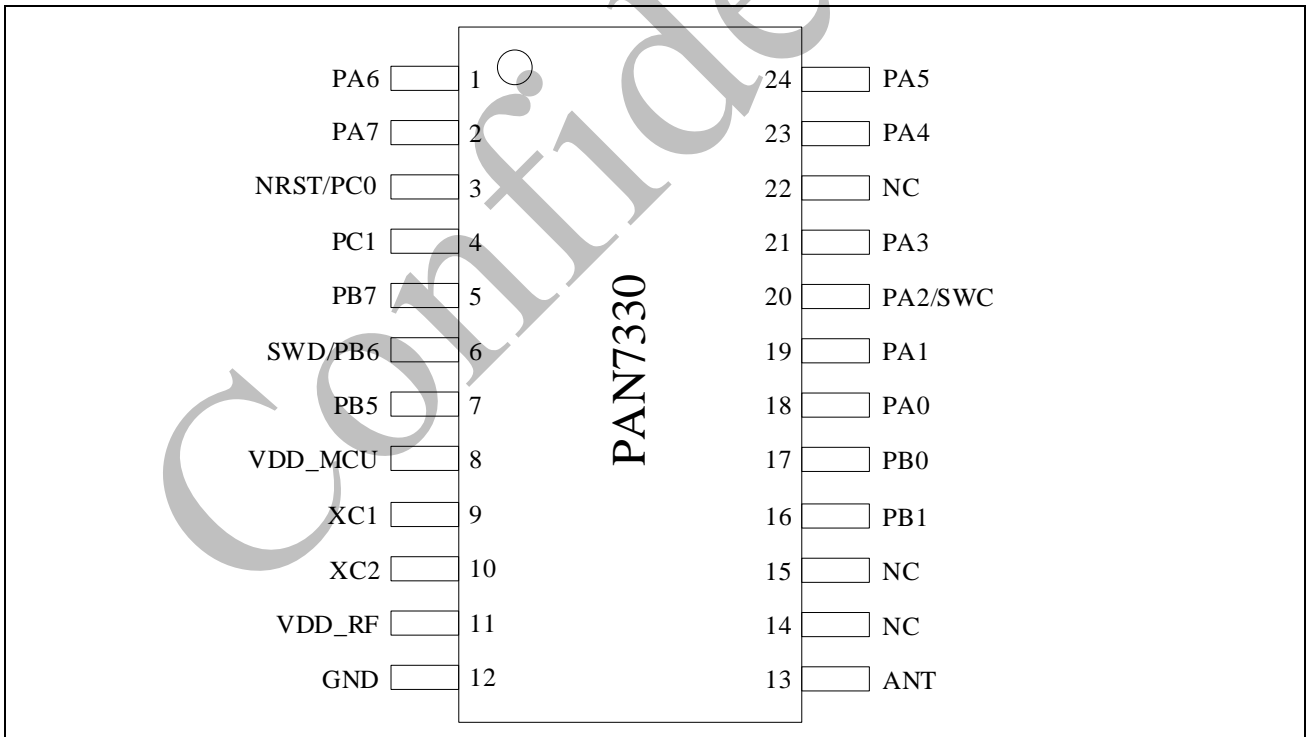 PA6 1 24 PA5
PA7 2 23 PA4
NRST/PC0 3 22 NC
PC1 4 21 PA3
PB7 5 20 PA2/SWC
SWD/PB6 6 19 PA1
PB5 7 18 PA0
VDD_MCU 8 17 PB0
XC1 9 16 PB1
XC2 10 15 NC
VDD_RF 11 14 NC
GND 12 13 ANT
PAN7330
Confide